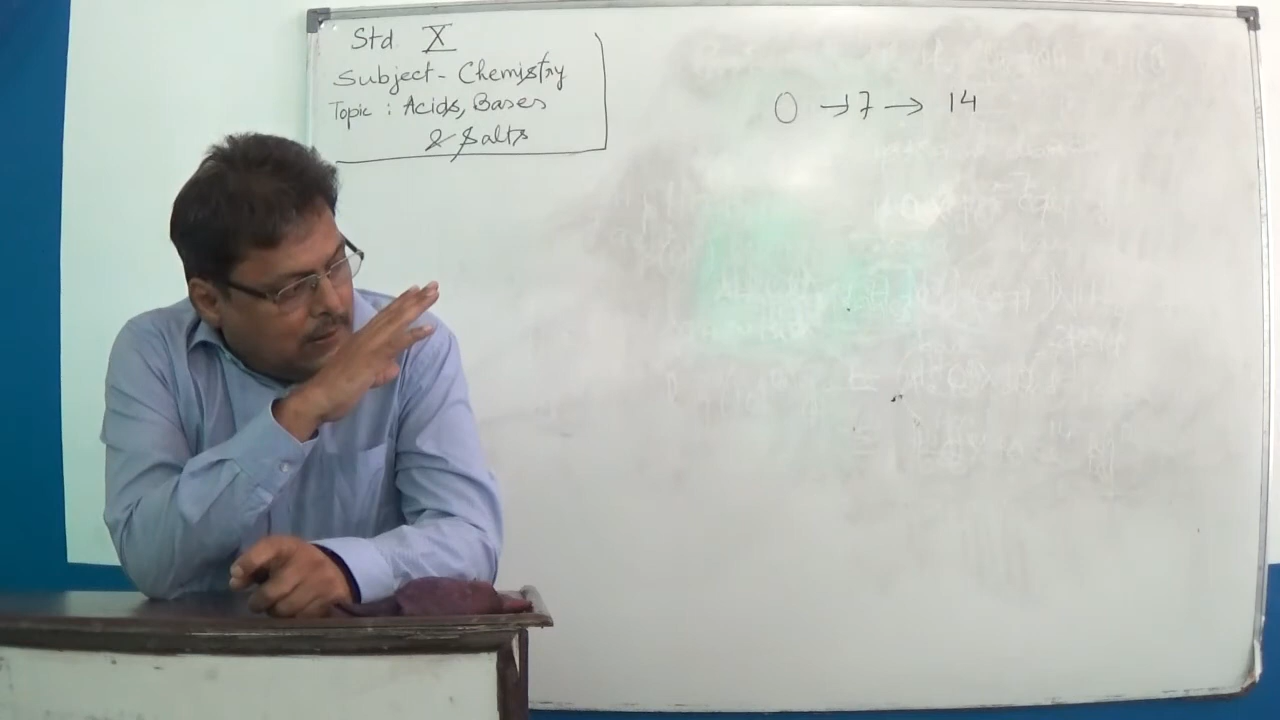 Std X
Subject - Chemistry
Topic : Acids, Bases
& Salts
0 → 7 → 14